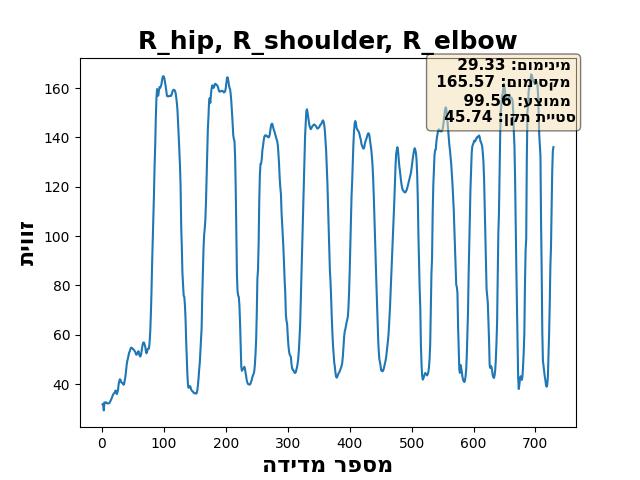 R_hip, R_shoulder, R_elbow
מינימום: 29.33
מקסימום: 165.57
ממוצע: 99.56
סטיית תקן: 45.74
160
140
120
100
80
60
40
זווית
0 100 200 300 400 500 600 700
מספר מדידה